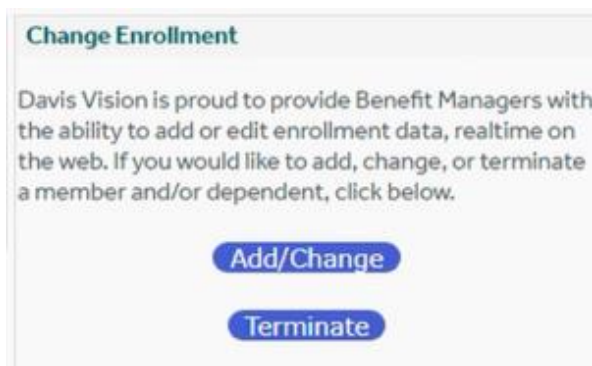 Change Enrollment
Davis Vision is proud to provide Benefit Managers with
the ability to add or edit enrollment data, realtime on
the web. If you would like to add, change, or terminate
a member and/or dependent, click below.
Add/Change
Terminate